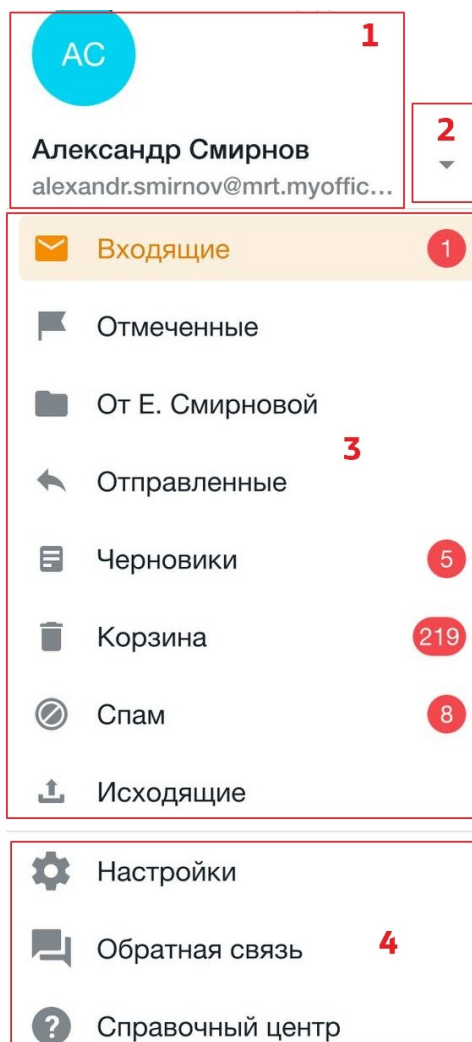 1
АС
2
Александр Смирнов
alexandr.smirnov@mrt.myoffic...
Входящие 1
Отмеченные
От Е. Смирновой
3
Отправленные
Черновики 5
Корзина 219
Спам 8
Исходящие
Настройки
Обратная связь 4
? Справочный центр